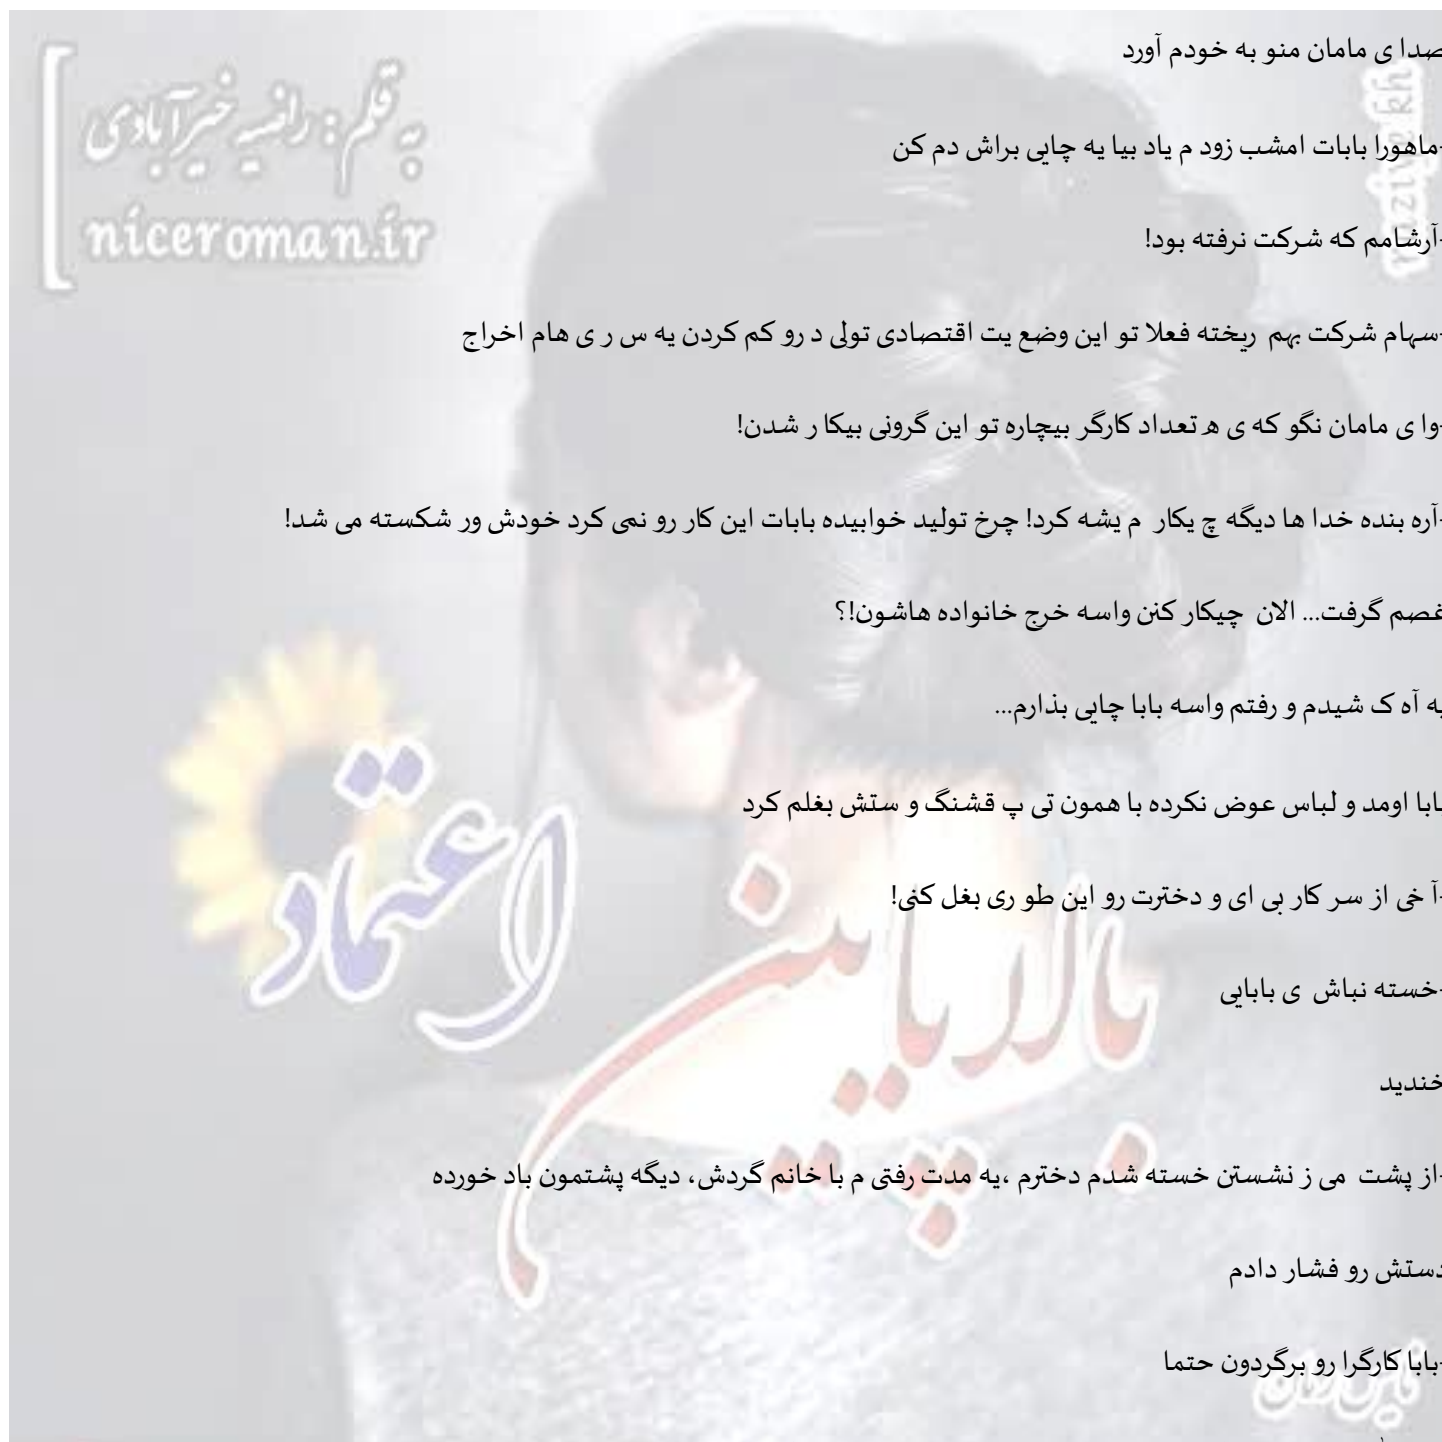 صدا ی مامان منو به خودم آورد
-ماهورا بابات امشب زود م یاد بیا یه چایی براش دم کن
-آرشامم که شرکت نرفته بود!
-سهام شرکت بهم ریخته فعلا تو این وضع یت اقتصادی تولی د رو کم کردن یه س ر ی هام اخراج
-وا ی مامان نگو که ی ه تعداد کارگر بیچاره تو این گرونی بیکا ر شدن!
-آره بنده خدا ها دیگه چ یکار م یشه کرد! چرخ تولید خوابیده بابات این کار رو نمی کرد خودش ور شکسته می شد!
غصم گرفت... الان چیکار کنن واسه خرج خانواده هاشون!؟
یه آه ک شیدم و رفتم واسه بابا چایی بذارم...
بابا اومد و لباس عوض نکرده با همون تی پ قشنگ و ستش بغلم کرد
-آ خی از سر کار بی ای و دخترت رو این طو ری بغل کنی!
-خسته نباش ی بابایی
خندید
-از پشت می ز نشستن خسته شدم دخترم ،یه مدت رفتی م با خانم گردش، دیگه پشتمون باد خورده
دستش رو فشار دادم
-بابا کارگرا رو برگردون حتما
به قلم : راضیه خیرآبادی
niceroman.ir
بالا پایین اعتماد